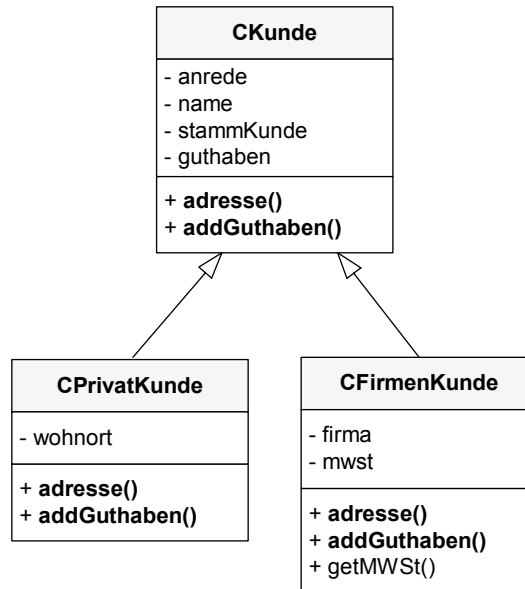 CKunde
- anrede
- name
- stammKunde
- guthaben
+ adresse()
+ addGuthaben()
CPrivatKunde
- wohnort
+ adresse()
+ addGuthaben()
CFirmenKunde
- firma
- mwst
+ adresse()
+ addGuthaben()
+ getMWSt()